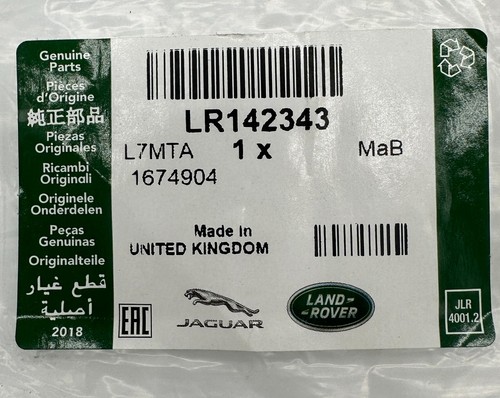 Genuine
Parts
Pièces
d'Origine
純正部品
Piezas
Originales
Ricambi
Originali
Originele
Onderdelen
Peças
Genuinas
Originalteile
قطع غيار
أصلية
2018
LR142343
L7MTA 1 x MaB
1674904
Made In
UNITED KINGDOM
EAC
JAGUAR
LAND
ROVER
JLR
4001.2